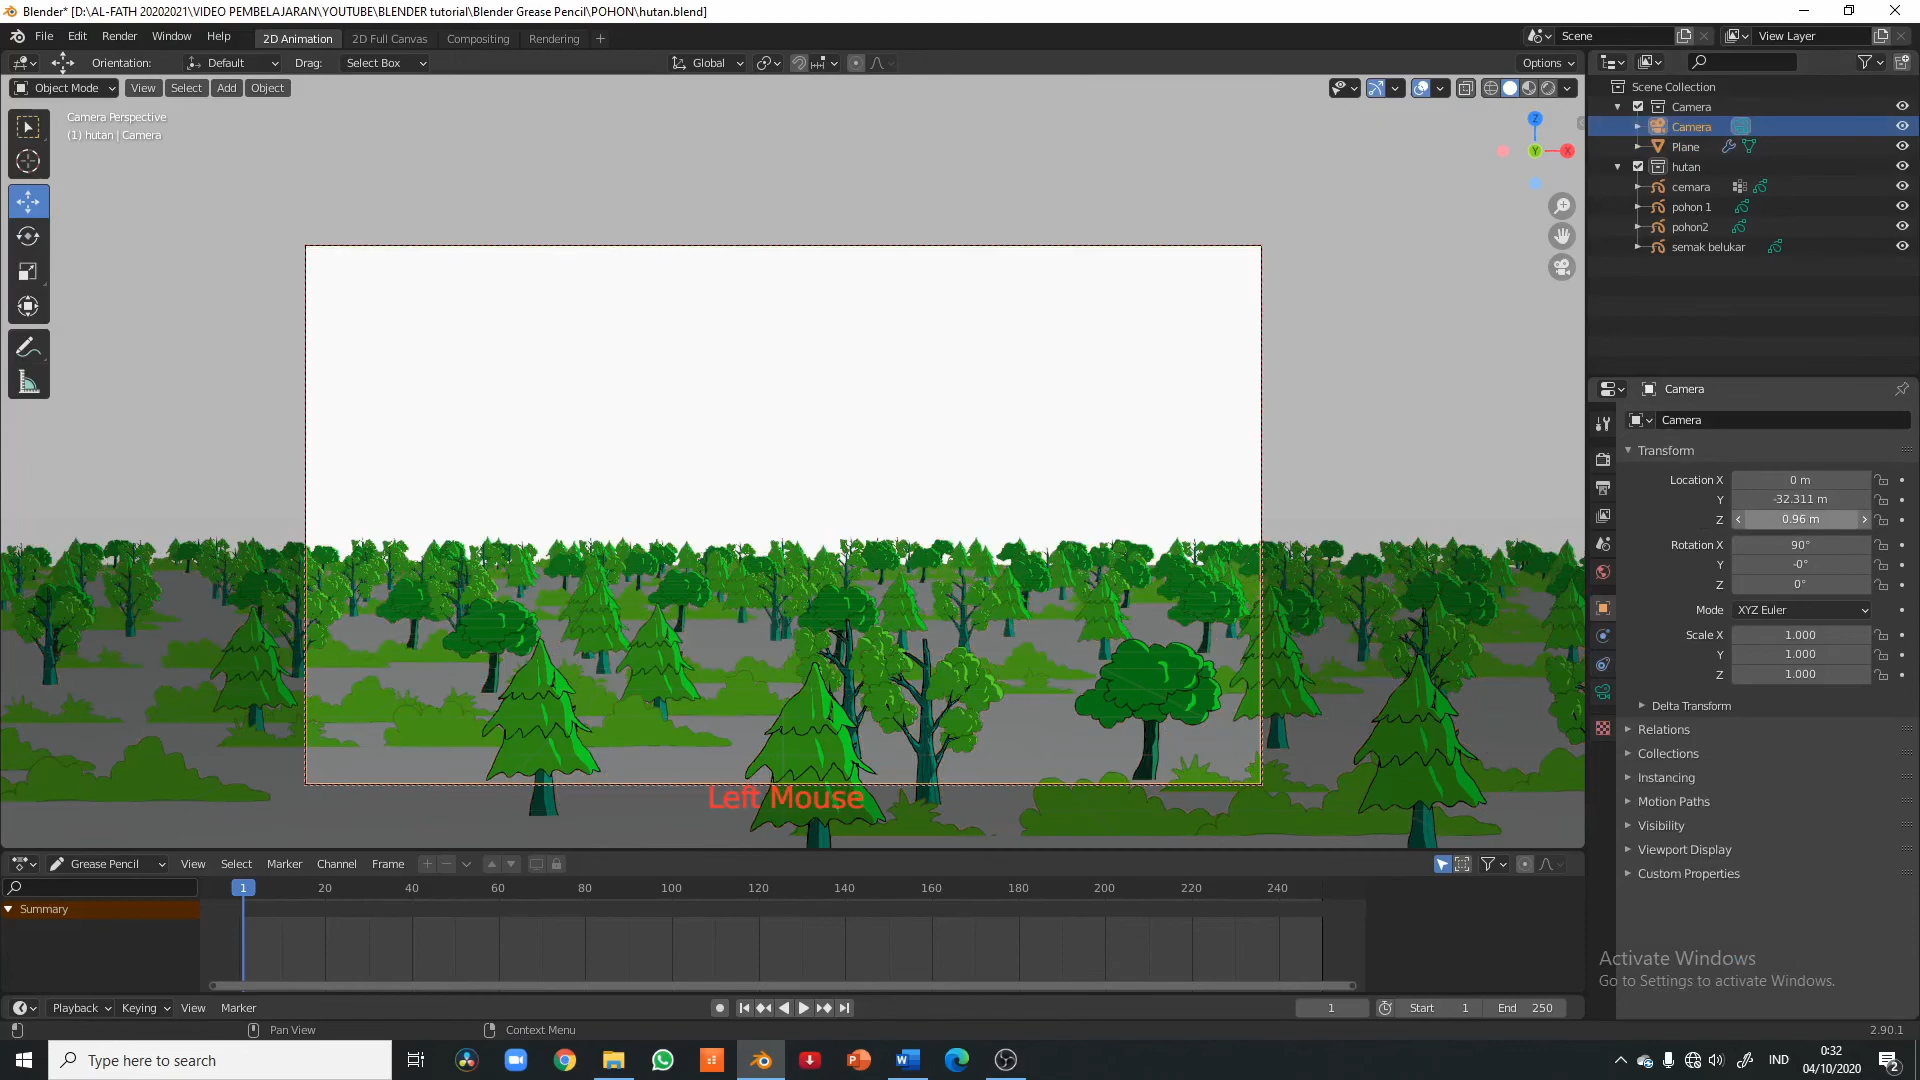 Blender* [D:\AL-FATH 20202021\VIDEO PEMBELAJARAN\YOUTUBE\BLENDER tutorial\Blender Grease Pencil\POHON\hutan.blend]
File Edit Render Window Help 2D Animation 2D Full Canvas Compositing Rendering + Scene View Layer
Orientation: Default Drag: Select Box Global Options
Object Mode View Select Add Object
Camera Perspective
(1) hutan | Camera
Z
Y
X
Scene Collection
Camera
Camera
Plane
hutan
cemara
pohon 1
pohon2
semak belukar
Camera
Camera
Transform
Location X 0 m
Y -32.311 m
Z 0.96 m
Rotation X 90°
Y -0°
Z 0°
Mode XYZ Euler
Scale X 1.000
Y 1.000
Z 1.000
Delta Transform
Relations
Collections
Instancing
Motion Paths
Visibility
Viewport Display
Custom Properties
Left Mouse
Grease Pencil View Select Marker Channel Frame
1 20 40 60 80 100 120 140 160 180 200 220 240
Summary
Activate Windows
Go to Settings to activate Windows.
Playback Keying View Marker 1 Start 1 End 250
Pan View Context Menu 2.90.1
Type here to search
IND
0:32
04/10/2020
2